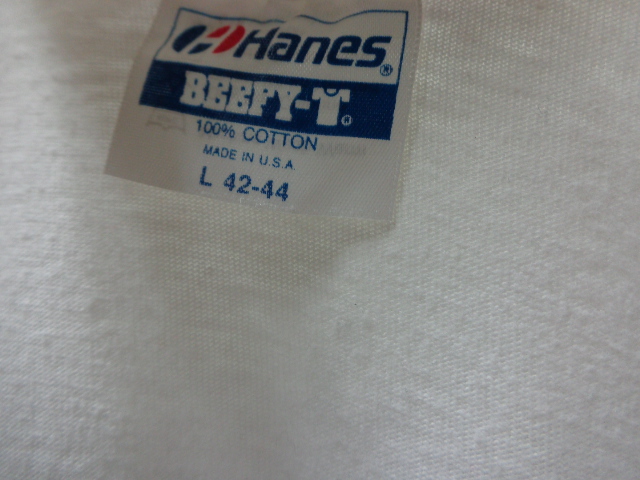 Hanes®
BEEFY-T®
100% COTTON
MADE IN U.S.A.
L 42-44